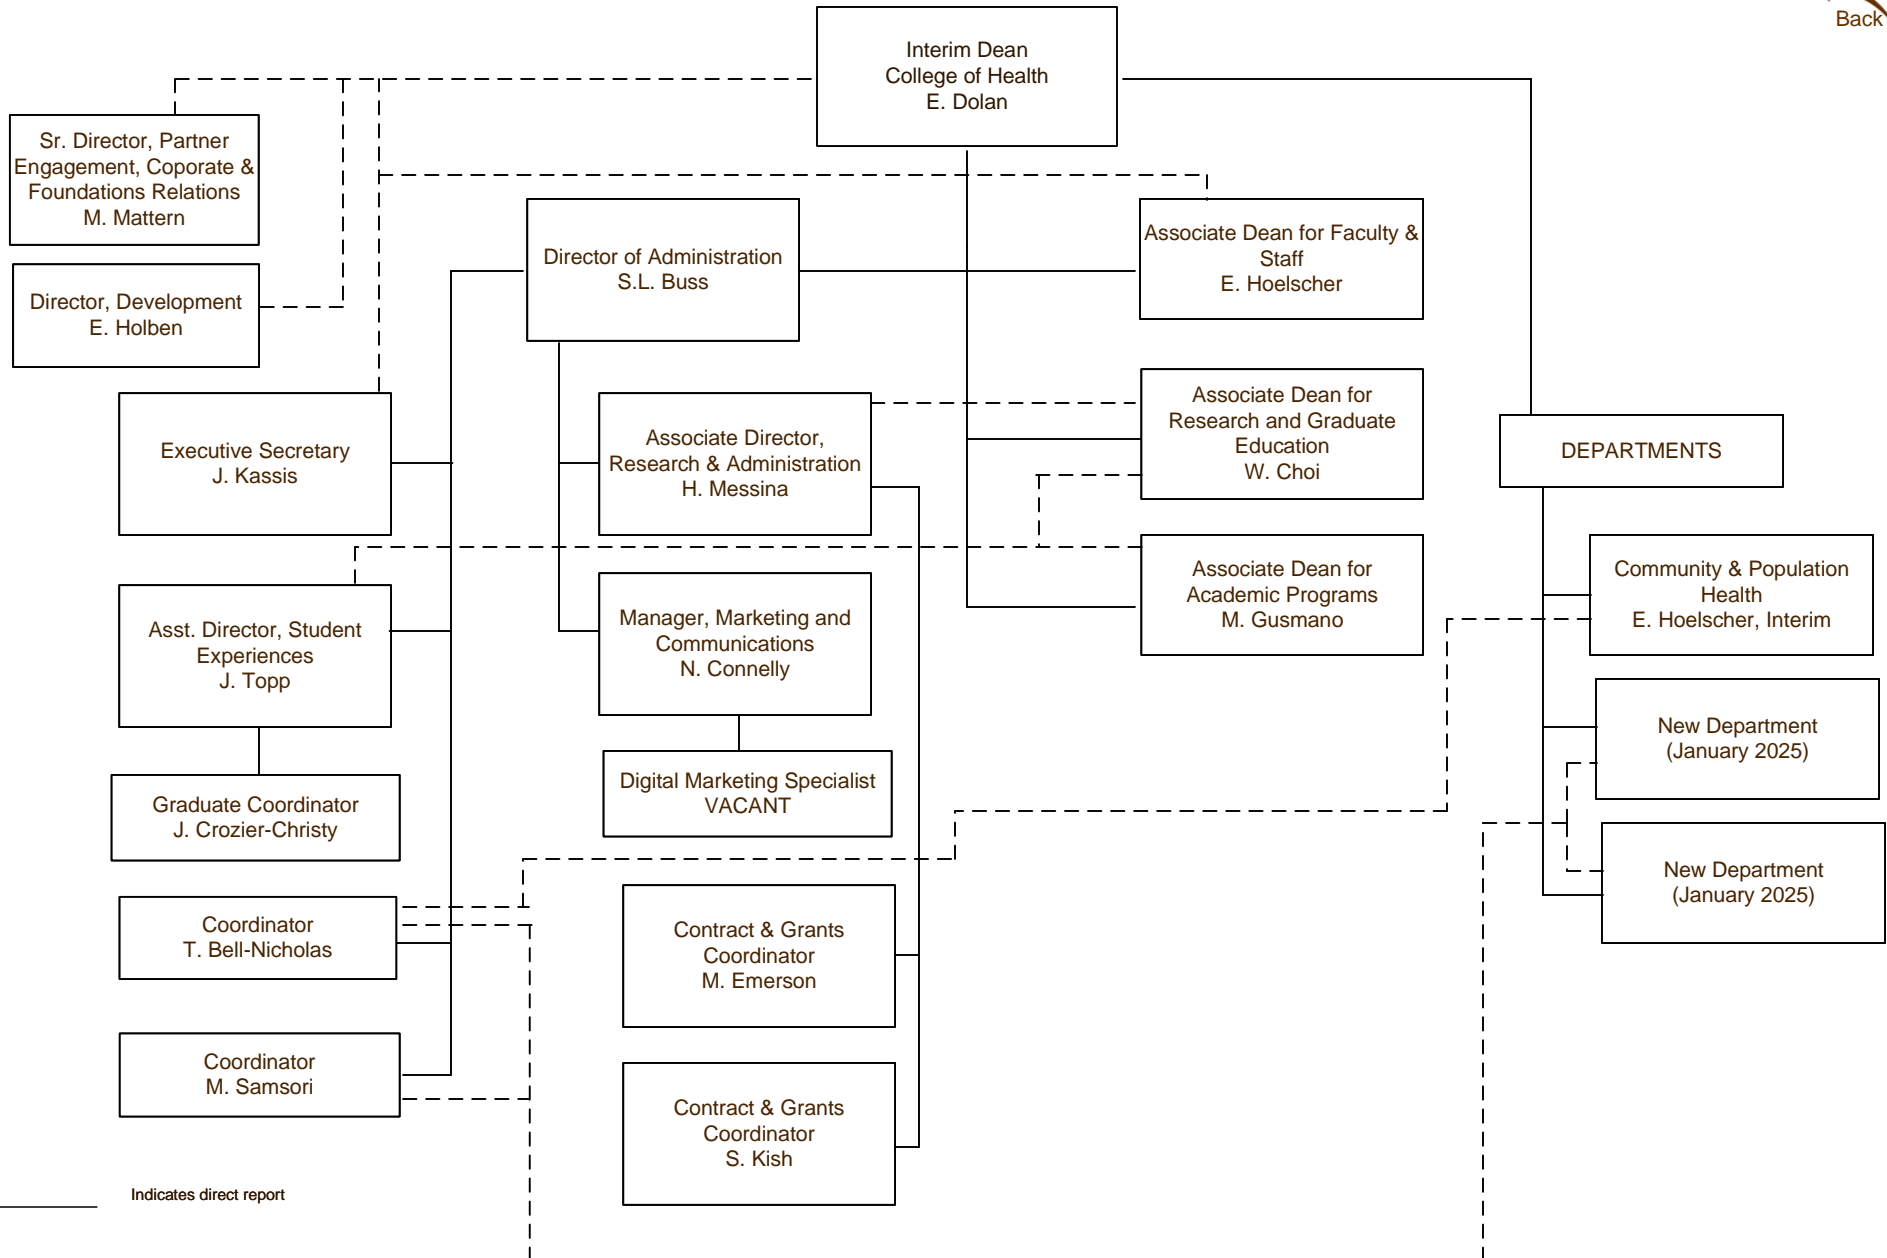 Back
Interim Dean
College of Health
E. Dolan
Sr. Director, Partner
Engagement, Coporate &
Foundations Relations
M. Mattern
Director, Development
E. Holben
Director of Administration
S.L. Buss
Associate Dean for Faculty &
Staff
E. Hoelscher
Executive Secretary
J. Kassis
Associate Director,
Research & Administration
H. Messina
Associate Dean for
Research and Graduate
Education
W. Choi
DEPARTMENTS
Asst. Director, Student
Experiences
J. Topp
Manager, Marketing and
Communications
N. Connelly
Associate Dean for
Academic Programs
M. Gusmano
Community & Population
Health
E. Hoelscher, Interim
Graduate Coordinator
J. Crozier-Christy
Digital Marketing Specialist
VACANT
New Department
(January 2025)
Coordinator
T. Bell-Nicholas
Contract & Grants
Coordinator
M. Emerson
New Department
(January 2025)
Coordinator
M. Samsori
Contract & Grants
Coordinator
S. Kish
Indicates direct report